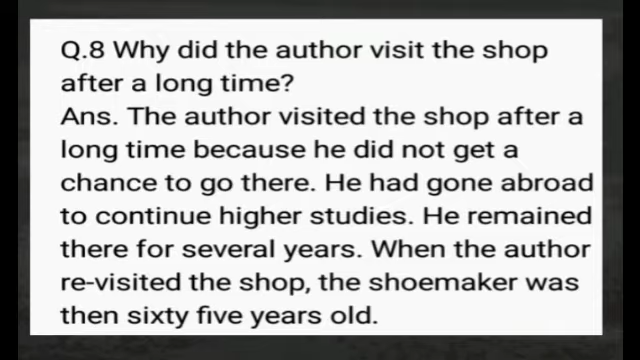 Q.8 Why did the author visit the shop
after a long time?
Ans. The author visited the shop after a
long time because he did not get a
chance to go there. He had gone abroad
to continue higher studies. He remained
there for several years. When the author
re-visited the shop, the shoemaker was
then sixty five years old.